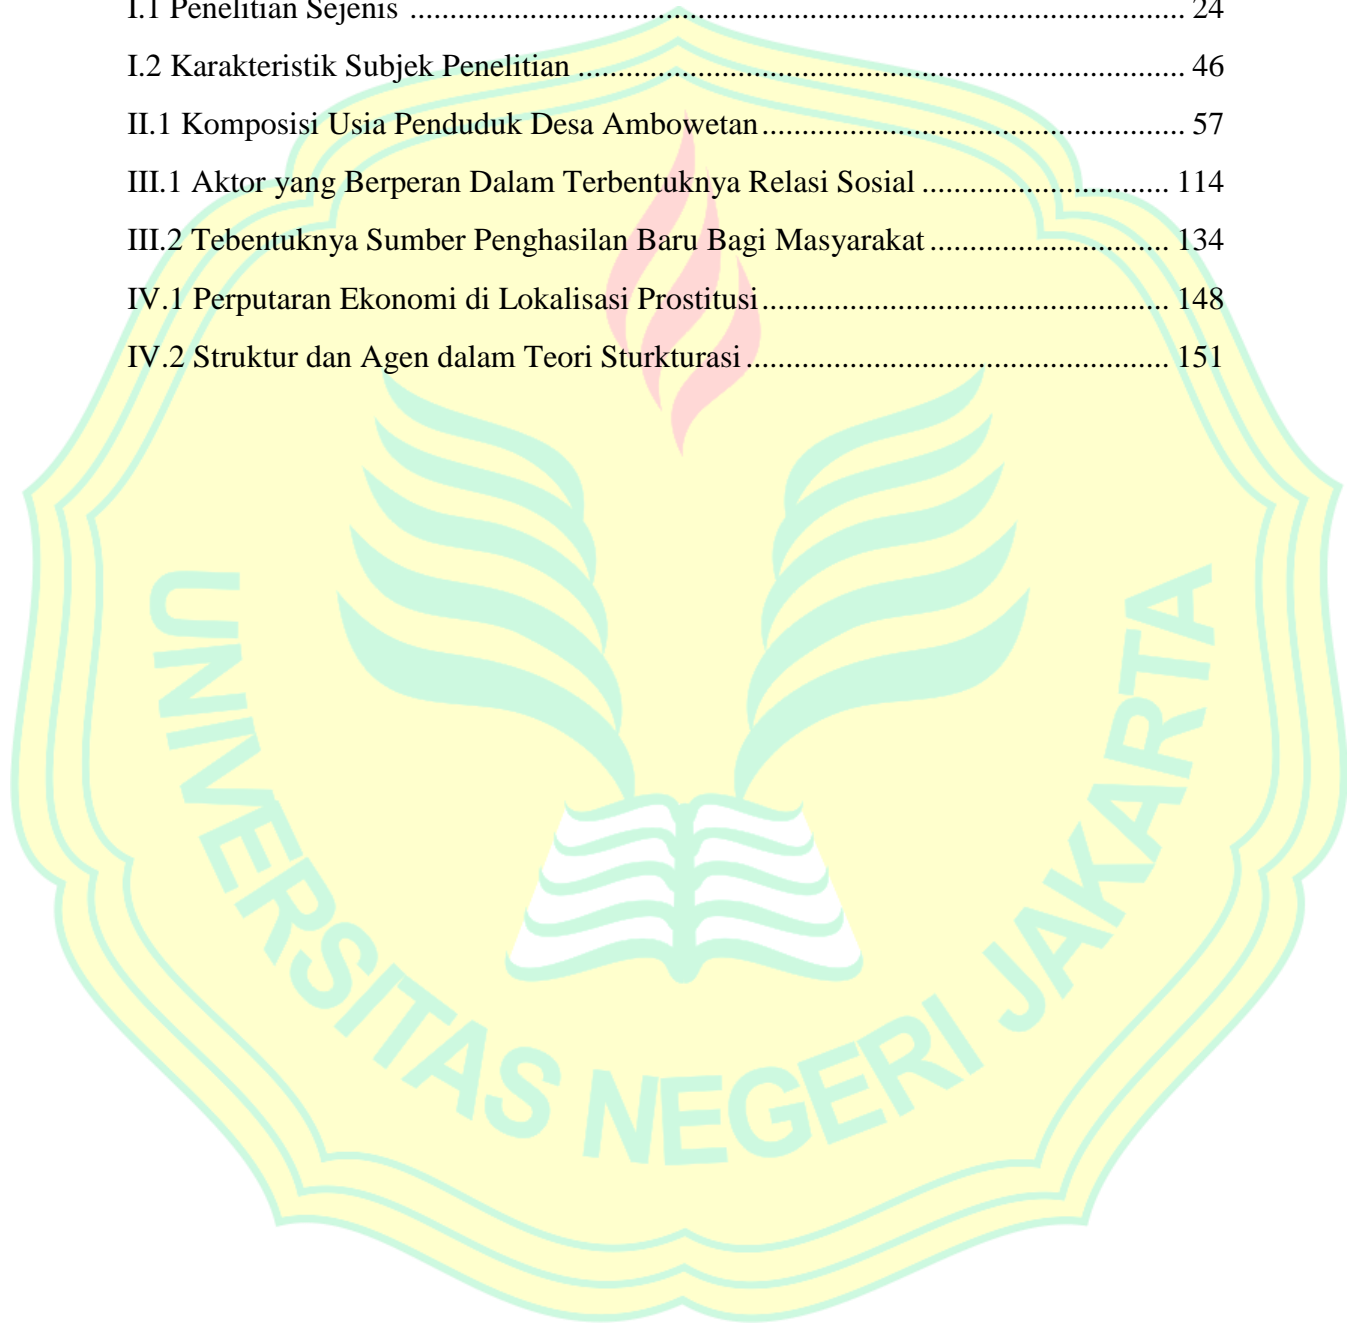 I.1 Penelitian Sejenis ................................................................................................ 24
I.2 Karakteristik Subjek Penelitian ........................................................................... 46
II.1 Komposisi Usia Penduduk Desa Ambowetan .................................................... 57
III.1 Aktor yang Berperan Dalam Terbentuknya Relasi Sosial ............................... 114
III.2 Tebentuknya Sumber Penghasilan Baru Bagi Masyarakat .............................. 134
IV.1 Perputaran Ekonomi di Lokalisasi Prostitusi ................................................... 148
IV.2 Struktur dan Agen dalam Teori Sturkturasi ..................................................... 151
UNIVERSITAS NEGERI JAKARTA